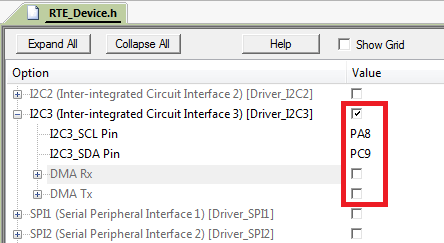 RTE_Device.h
Expand All Collapse All Help Show Grid
Option Value
I2C2 (Inter-integrated Circuit Interface 2) [Driver_I2C2]
I2C3 (Inter-integrated Circuit Interface 3) [Driver_I2C3]
I2C3_SCL Pin PA8
I2C3_SDA Pin PC9
DMA Rx
DMA Tx
SPI1 (Serial Peripheral Interface 1) [Driver_SPI1]
SPI2 (Serial Peripheral Interface 2) [Driver_SPI2]